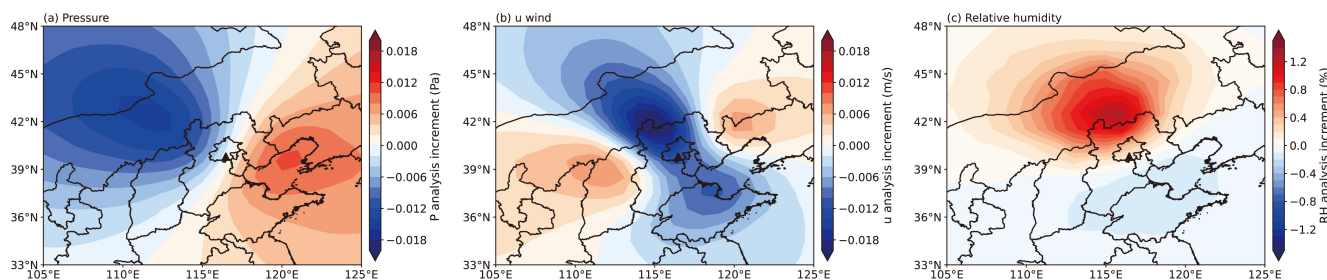 (a) Pressure
48°N
45°N
42°N
39°N
36°N
33°N
105°E
110°E
115°E
120°E
125°E
0.018
0.012
0.006
0.000
−0.006
−0.012
−0.018
P analysis increment (Pa)
(b) u wind
48°N
45°N
42°N
39°N
36°N
33°N
105°E
110°E
115°E
120°E
125°E
0.018
0.012
0.006
0.000
−0.006
−0.012
−0.018
u analysis increment (m/s)
(c) Relative humidity
48°N
45°N
42°N
39°N
36°N
33°N
105°E
110°E
115°E
120°E
125°E
1.2
0.8
0.4
0.0
−0.4
−0.8
−1.2
RH analysis increment (%)